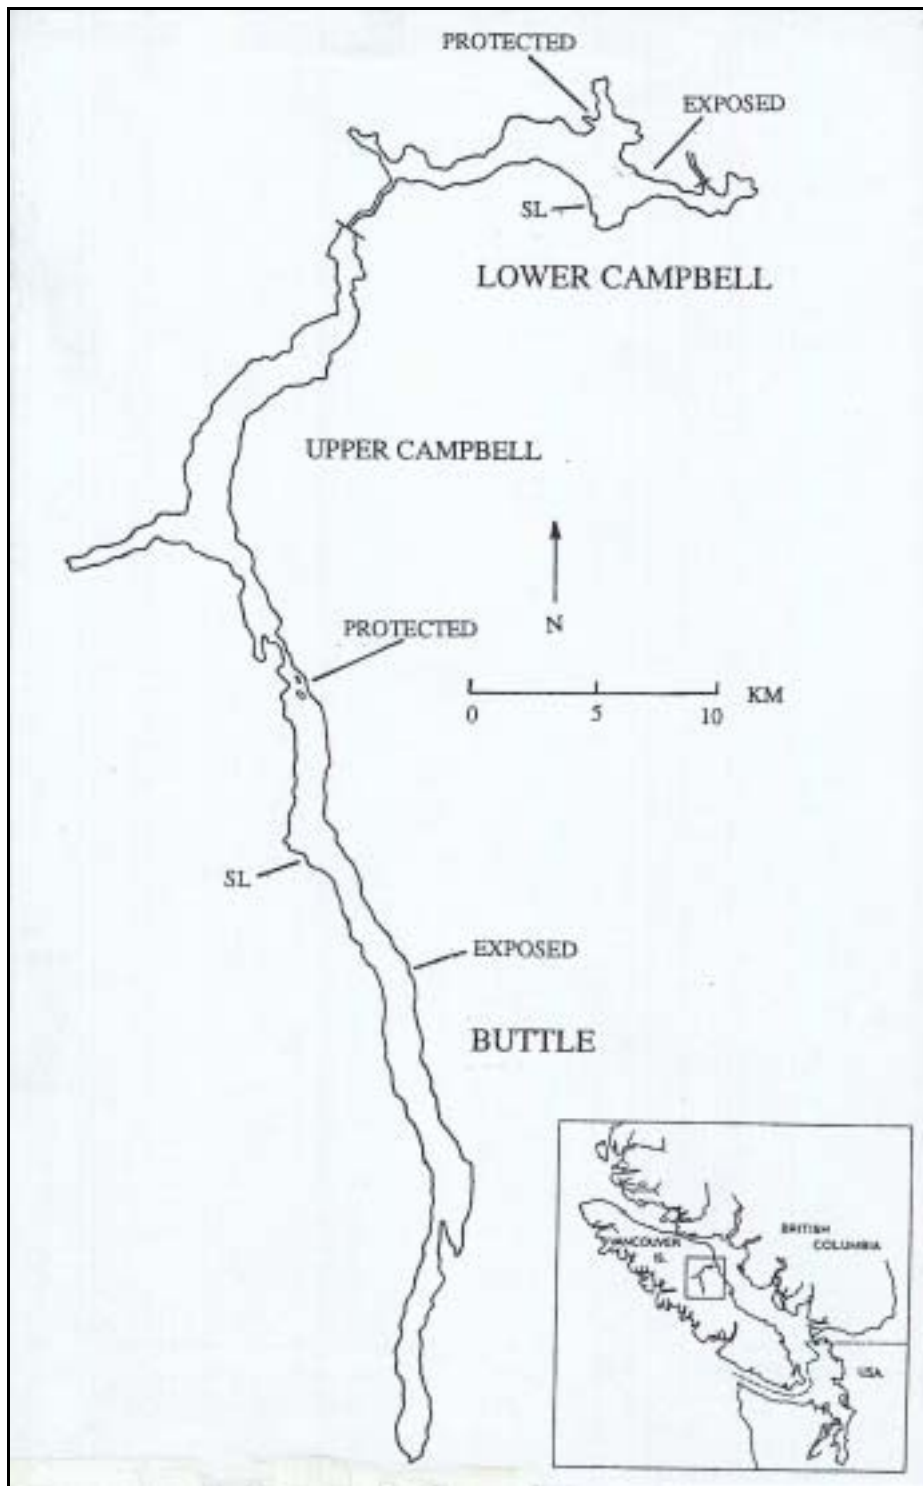 PROTECTED
EXPOSED
SL
LOWER CAMPBELL
UPPER CAMPBELL
N
PROTECTED
KM
0 5 10
SL
EXPOSED
BUTTLE
BRITISH
COLUMBIA
VANCOUVER
IS.
USA